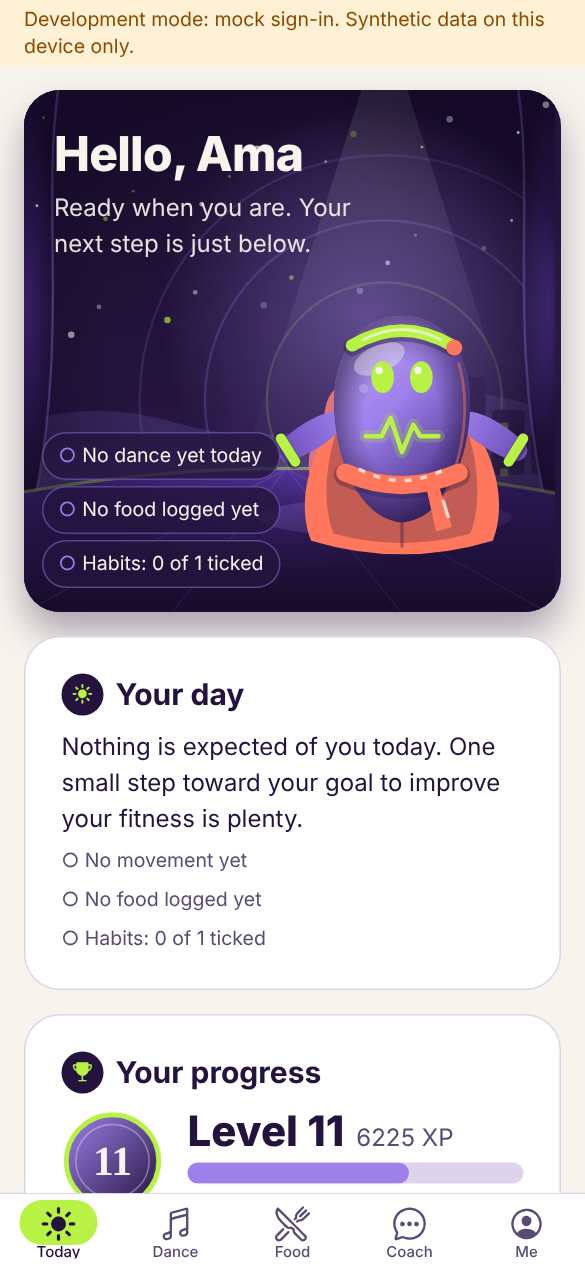 Development mode: mock sign-in. Synthetic data on this
device only.
Hello, Ama
Ready when you are. Your
next step is just below.
No dance yet today
No food logged yet
Habits: 0 of 1 ticked
Your day
Nothing is expected of you today. One
small step toward your goal to improve
your fitness is plenty.
No movement yet
No food logged yet
Habits: 0 of 1 ticked
Your progress
11
Level 11 6225 XP
Today Dance Food Coach Me